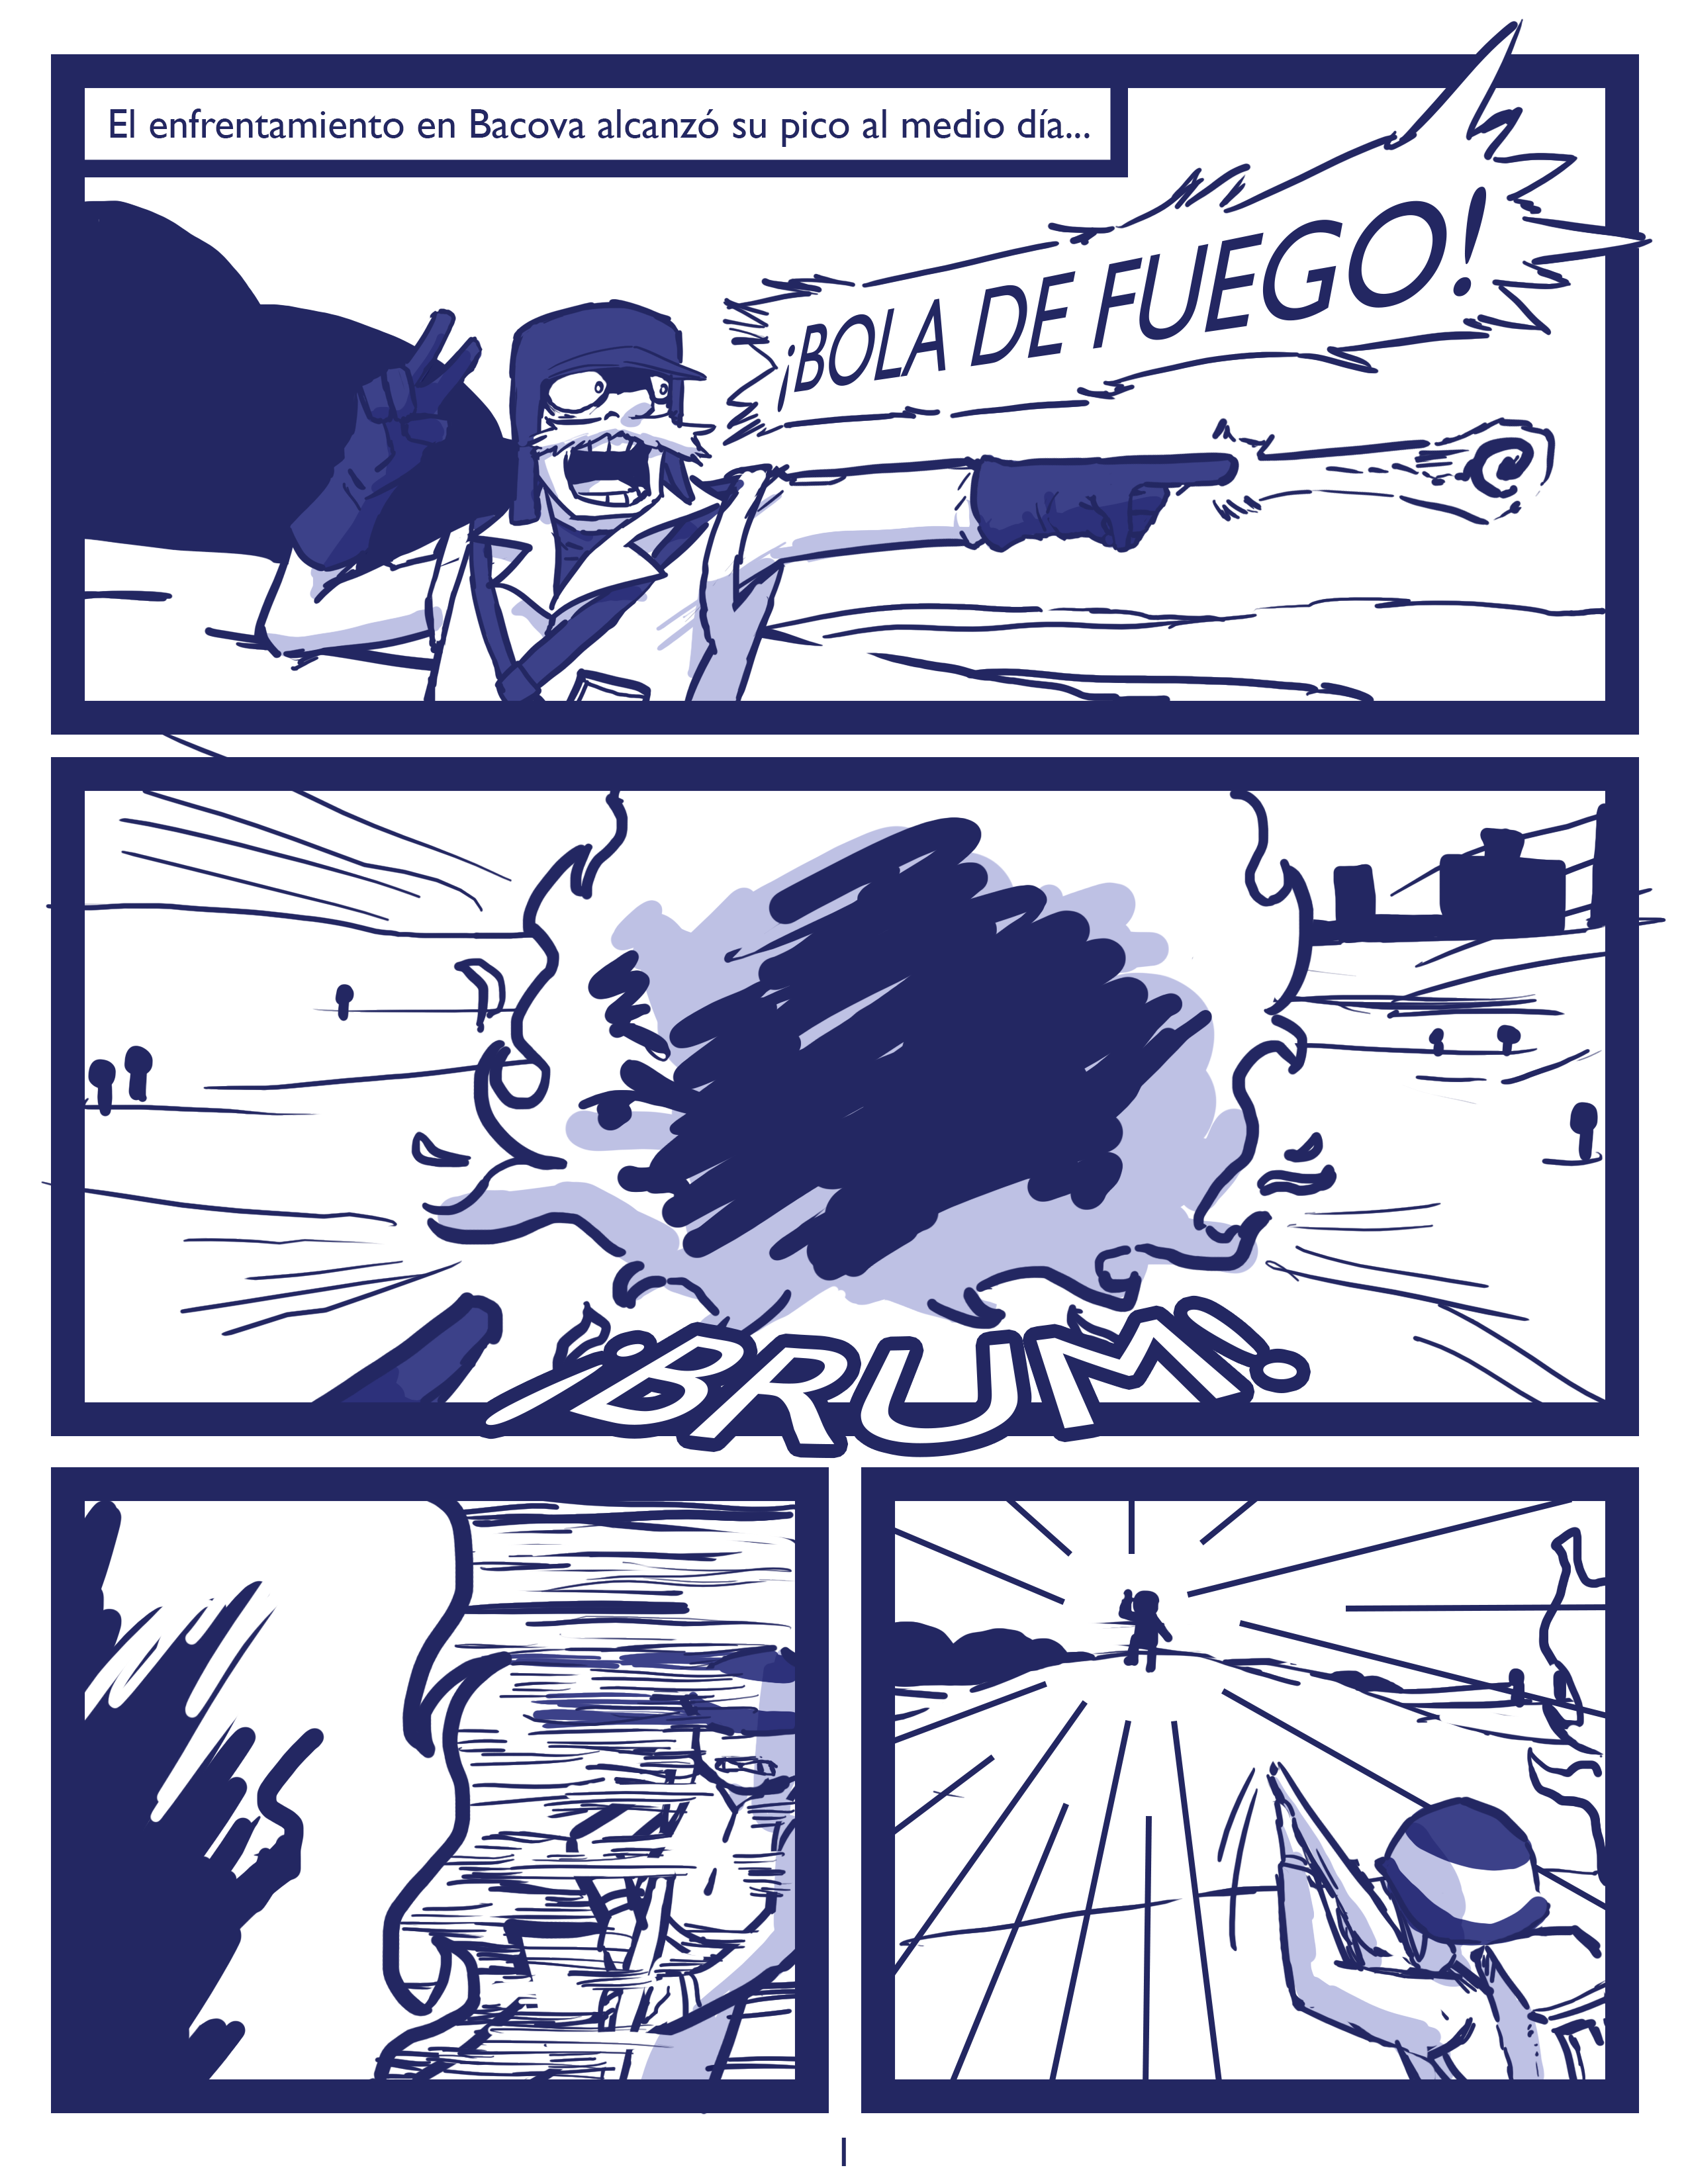 El enfrentamiento en Bacova alcanzó su pico al medio día...
¡BOLA DE FUEGO!
¡BRUM!
1